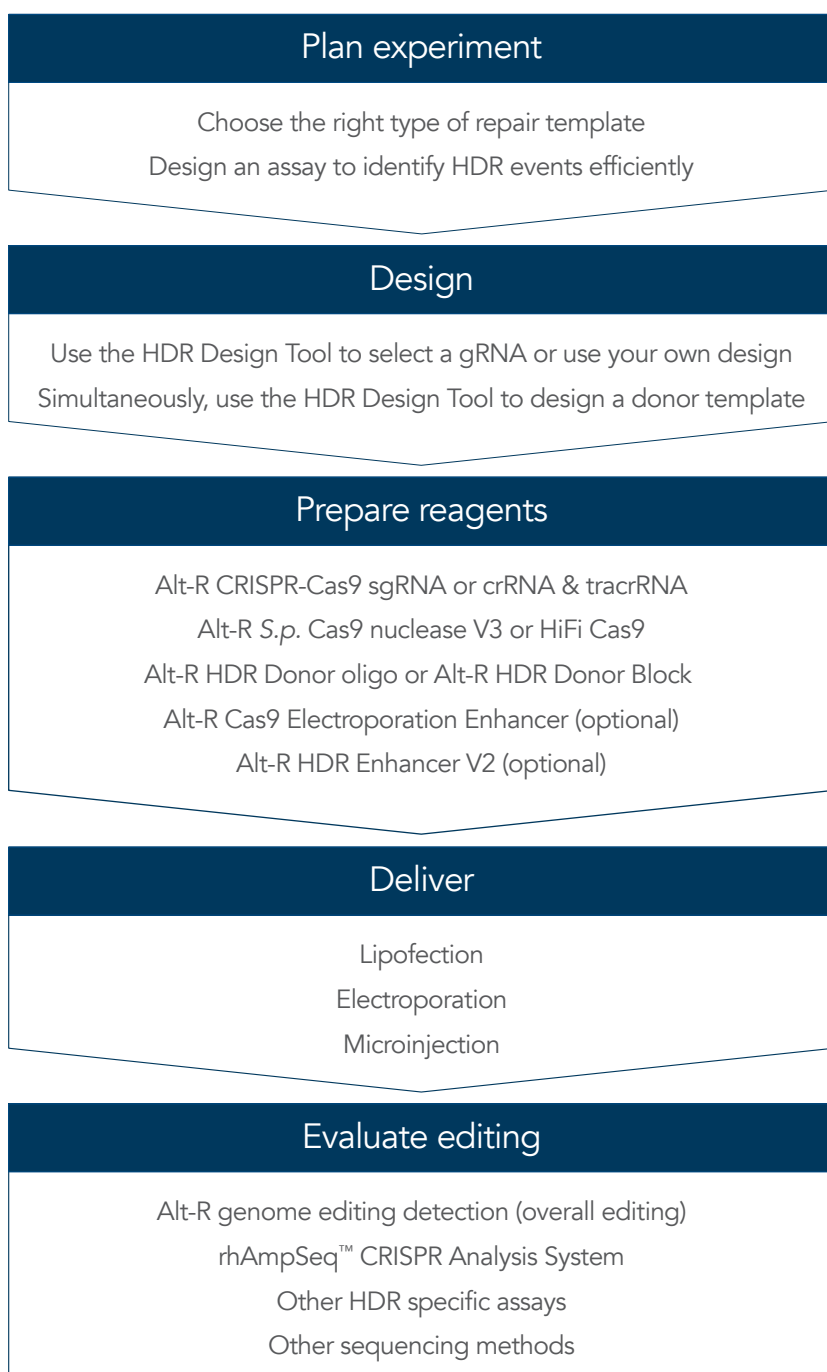 Plan experiment
Choose the right type of repair template
Design an assay to identify HDR events efficiently
Design
Use the HDR Design Tool to select a gRNA or use your own design
Simultaneously, use the HDR Design Tool to design a donor template
Prepare reagents
Alt-R CRISPR-Cas9 sgRNA or crRNA & tracrRNA
Alt-R S.p. Cas9 nuclease V3 or HiFi Cas9
Alt-R HDR Donor oligo or Alt-R HDR Donor Block
Alt-R Cas9 Electroporation Enhancer (optional)
Alt-R HDR Enhancer V2 (optional)
Deliver
Lipofection
Electroporation
Microinjection
Evaluate editing
Alt-R genome editing detection (overall editing)
rhAmpSeq™ CRISPR Analysis System
Other HDR specific assays
Other sequencing methods